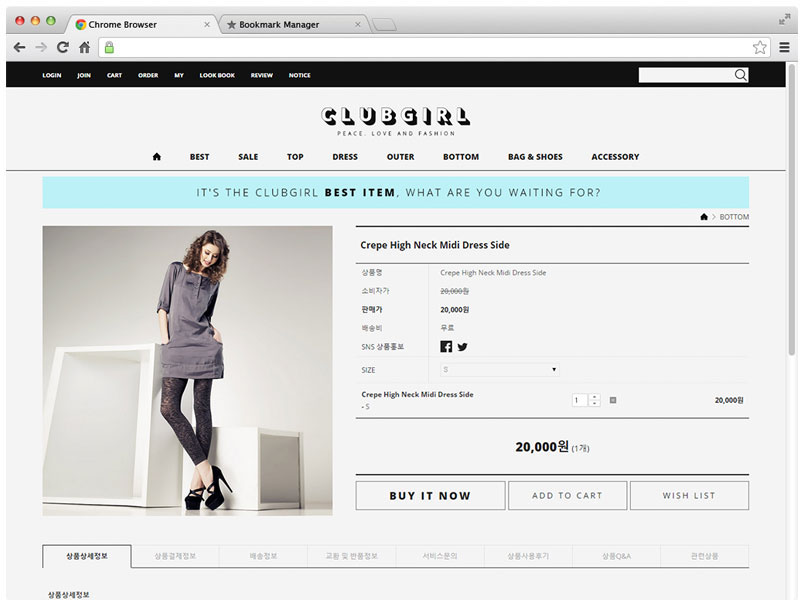 Chrome Browser
Bookmark Manager
LOGIN JOIN CART ORDER MY LOOK BOOK REVIEW NOTICE
CLUBGIRL
PEACE. LOVE AND FASHION
BEST SALE TOP DRESS OUTER BOTTOM BAG & SHOES ACCESSORY
IT'S THE CLUBGIRL BEST ITEM, WHAT ARE YOU WAITING FOR?
> BOTTOM
Crepe High Neck Midi Dress Side
상품명 Crepe High Neck Midi Dress Side
소비자가 20,000원
판매가 20,000원
배송비 무료
SNS 상품홍보
SIZE S
Crepe High Neck Midi Dress Side
- S
1 20,000원
20,000원 (1개)
BUY IT NOW ADD TO CART WISH LIST
상품상세정보 상품결제정보 배송정보 교환 및 반품정보 서비스문의 상품사용후기 상품Q&A 관련상품
상품상세정보